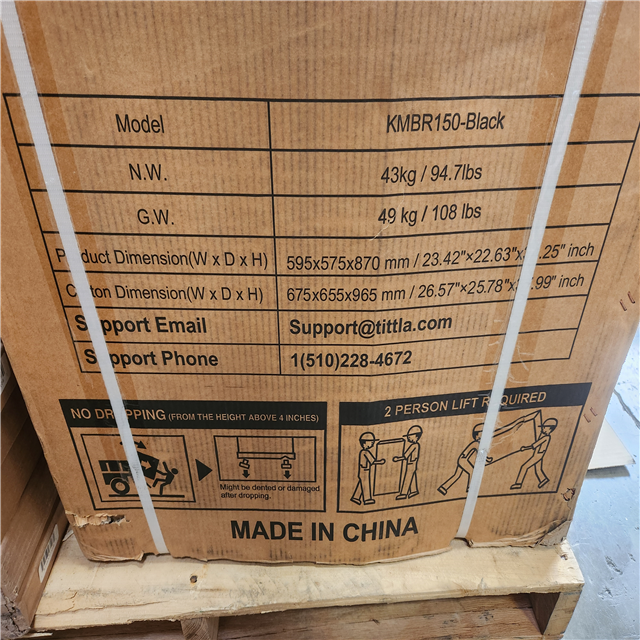 Model KMBR150-Black
N.W. 43kg / 94.7lbs
G.W. 49 kg / 108 lbs
Product Dimension(W x D x H) 595x575x870 mm / 23.42"×22.63"x .25" inch
Carton Dimension(W x D x H) 675x655x965 mm / 26.57"×25.78"x .99" inch
Support Email Support@tittla.com
Support Phone 1(510)228-4672
NO DROPPING (FROM THE HEIGHT ABOVE 4 INCHES)
2 PERSON LIFT REQUIRED
Might be dented or damaged
after dropping.
MADE IN CHINA